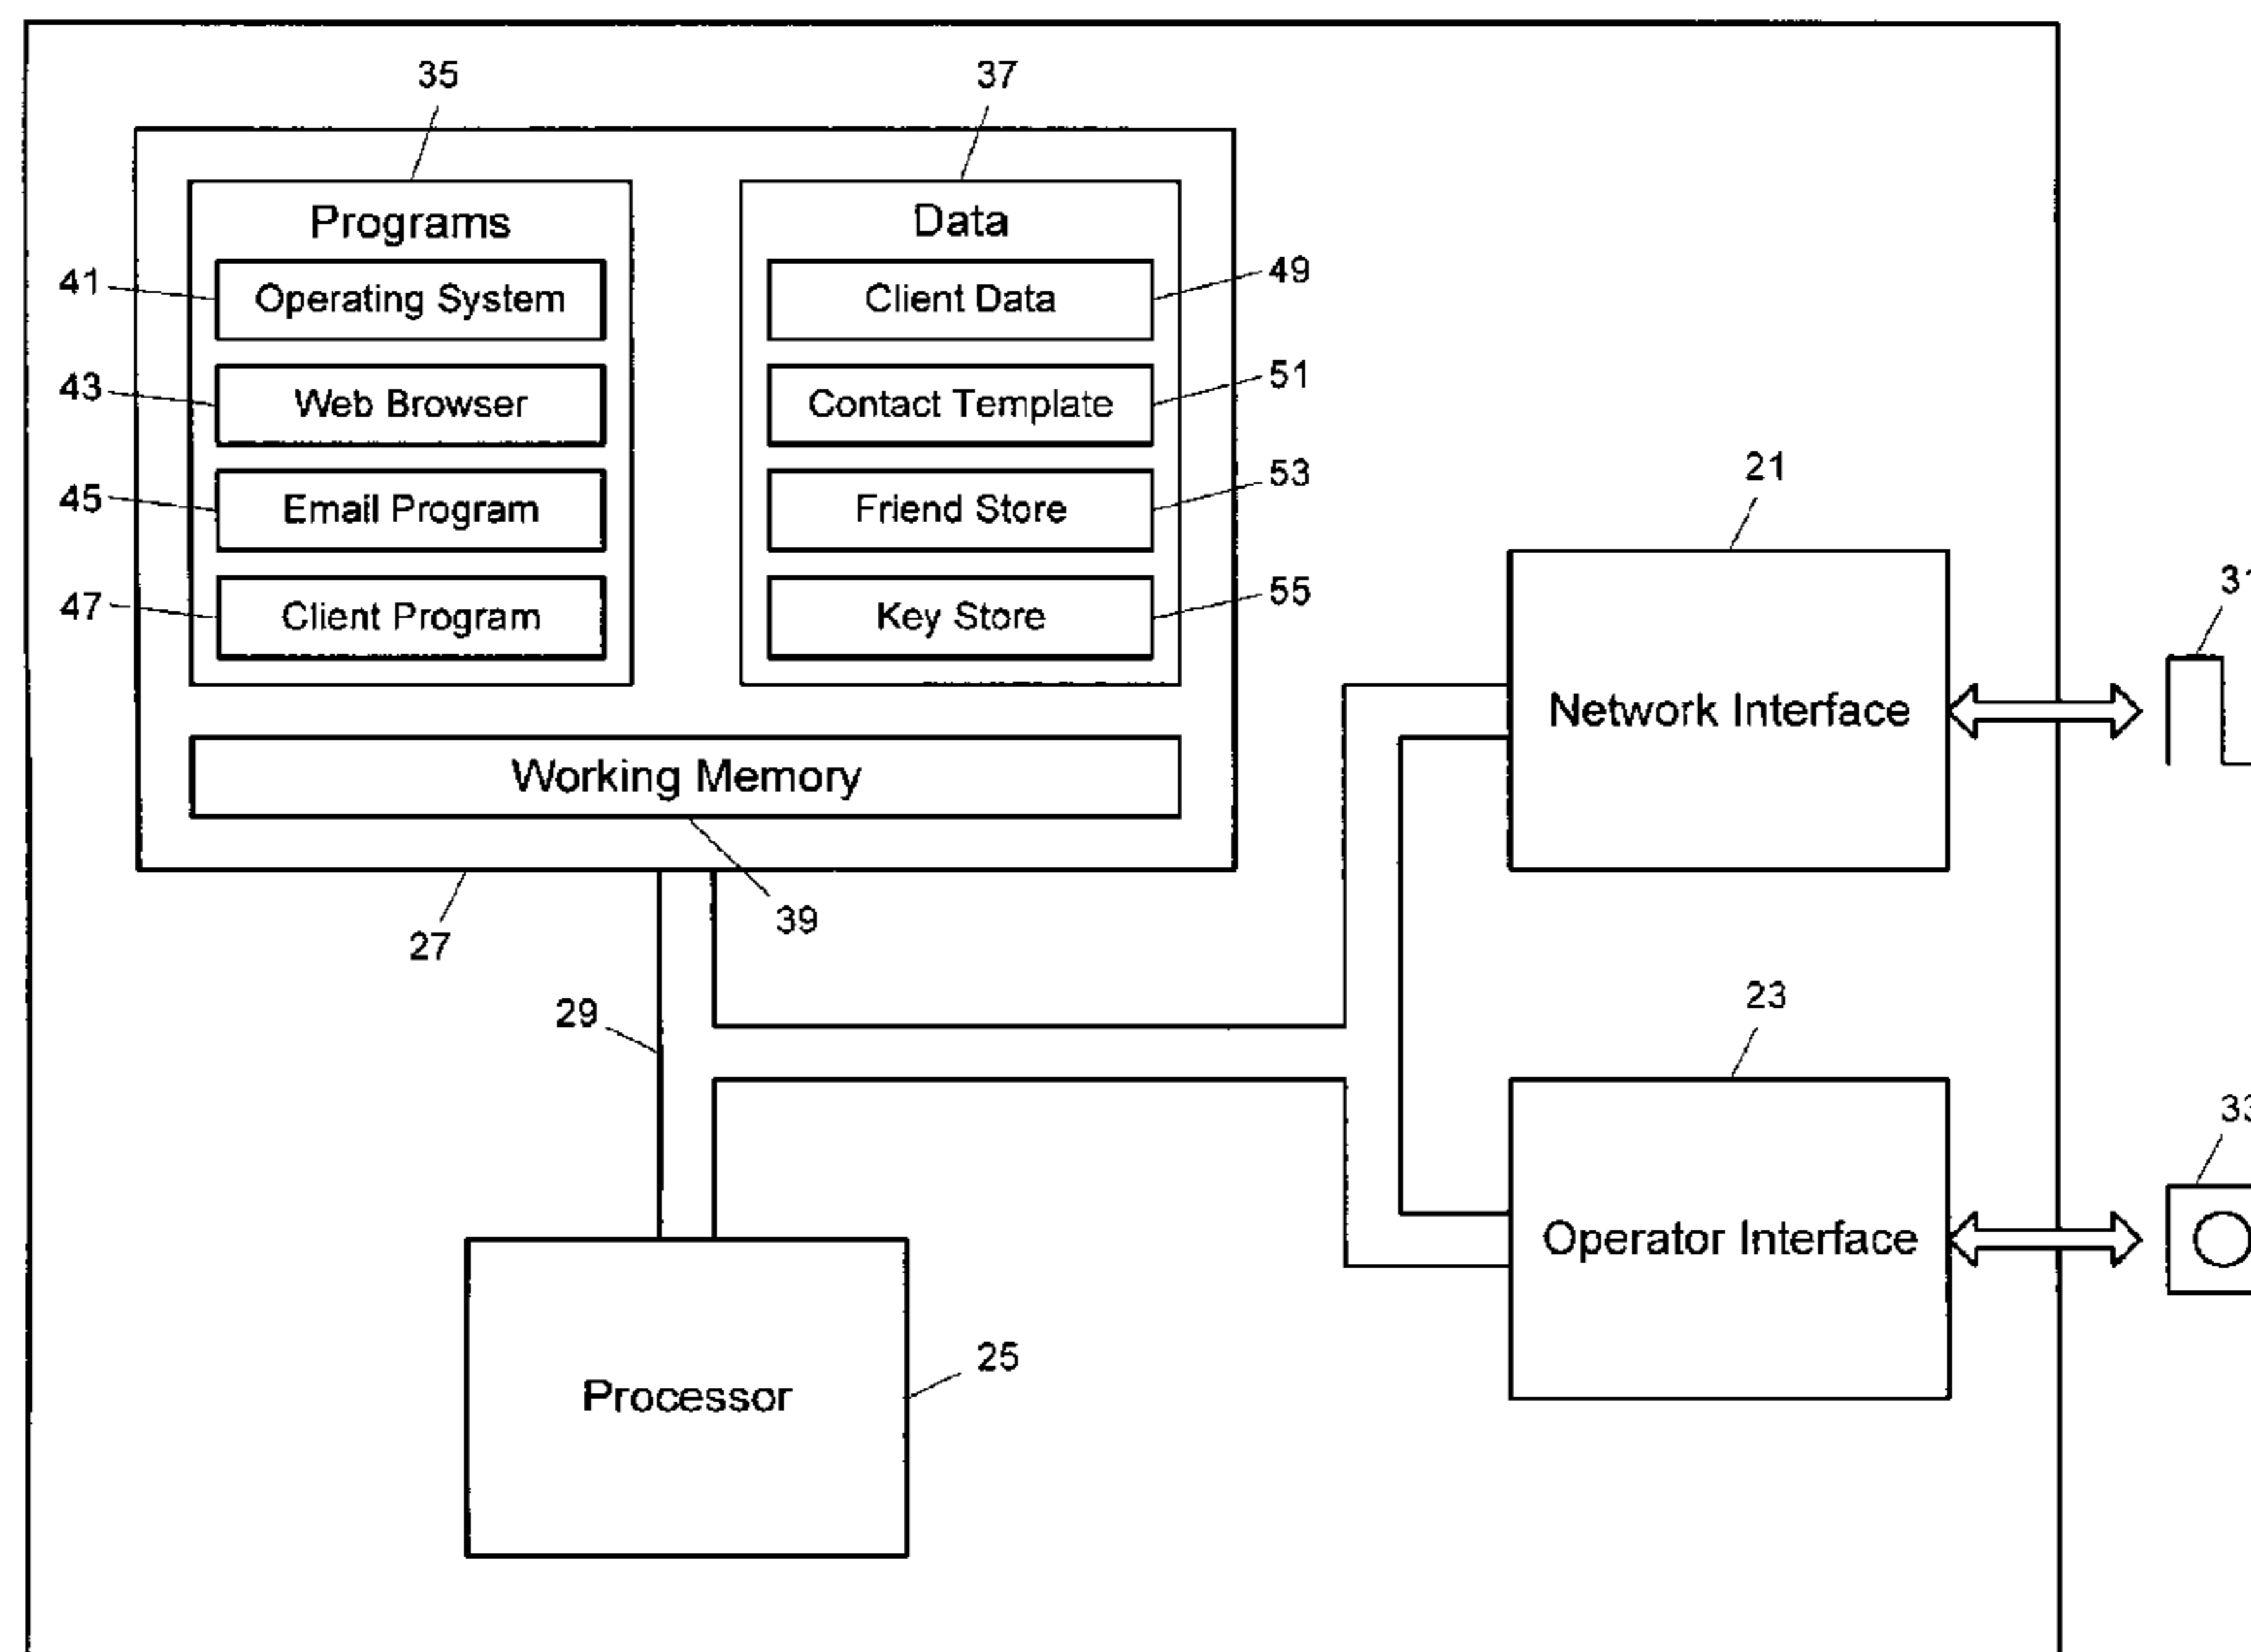 35
37
Programs
Data
41
Operating System
Client Data
49
43
Web Browser
Contact Template
51
45
Email Program
Friend Store
53
47
Client Program
Key Store
55
21
31
Network Interface
Working Memory
39
27
29
23
33
Operator Interface
25
Processor